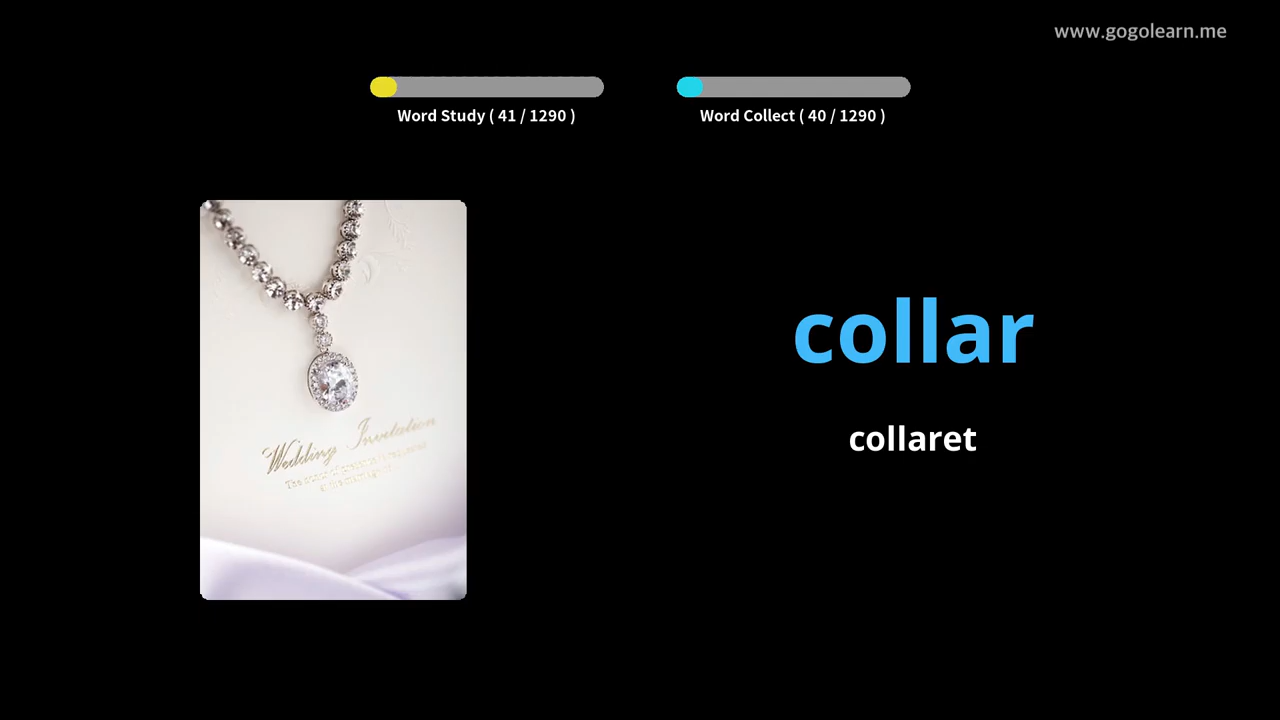 www.gogolearn.me
Word Study ( 41 / 1290 )
Word Collect ( 40 / 1290 )
collar
collaret
Wedding Invitation